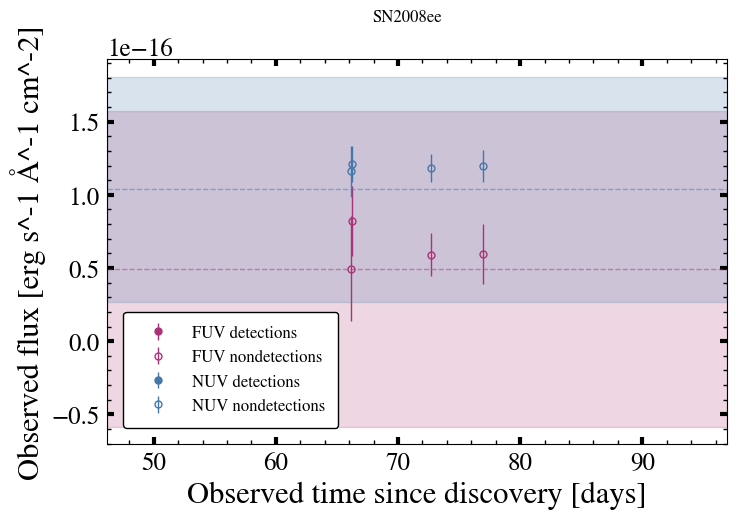 SN2008ee
1e−16
Observed flux [erg s^-1 Å^-1 cm^-2]
1.5
1.0
0.5
0.0
−0.5
FUV detections
FUV nondetections
NUV detections
NUV nondetections
50 60 70 80 90
Observed time since discovery [days]